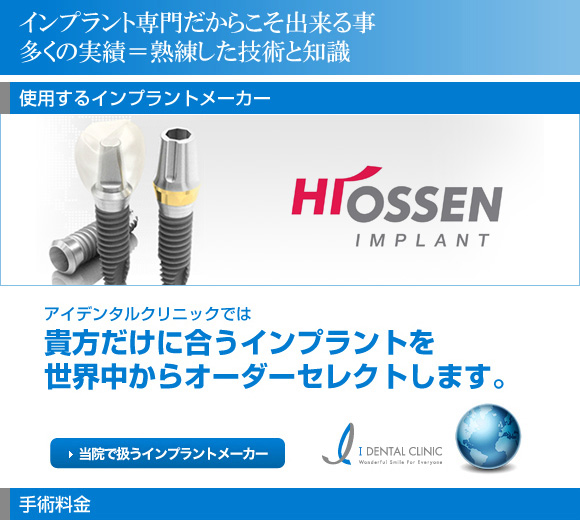 インプラント専門だからこそ出来る事
多くの実績＝熟練した技術と知識
使用するインプラントメーカー
HIOSSEN
IMPLANT
アイデンタルクリニックでは
貴方だけに合うインプラントを
世界中からオーダーセレクトします。
当院で扱うインプラントメーカー
I DENTAL CLINIC
Wonderful Smile For Everyone
手術料金